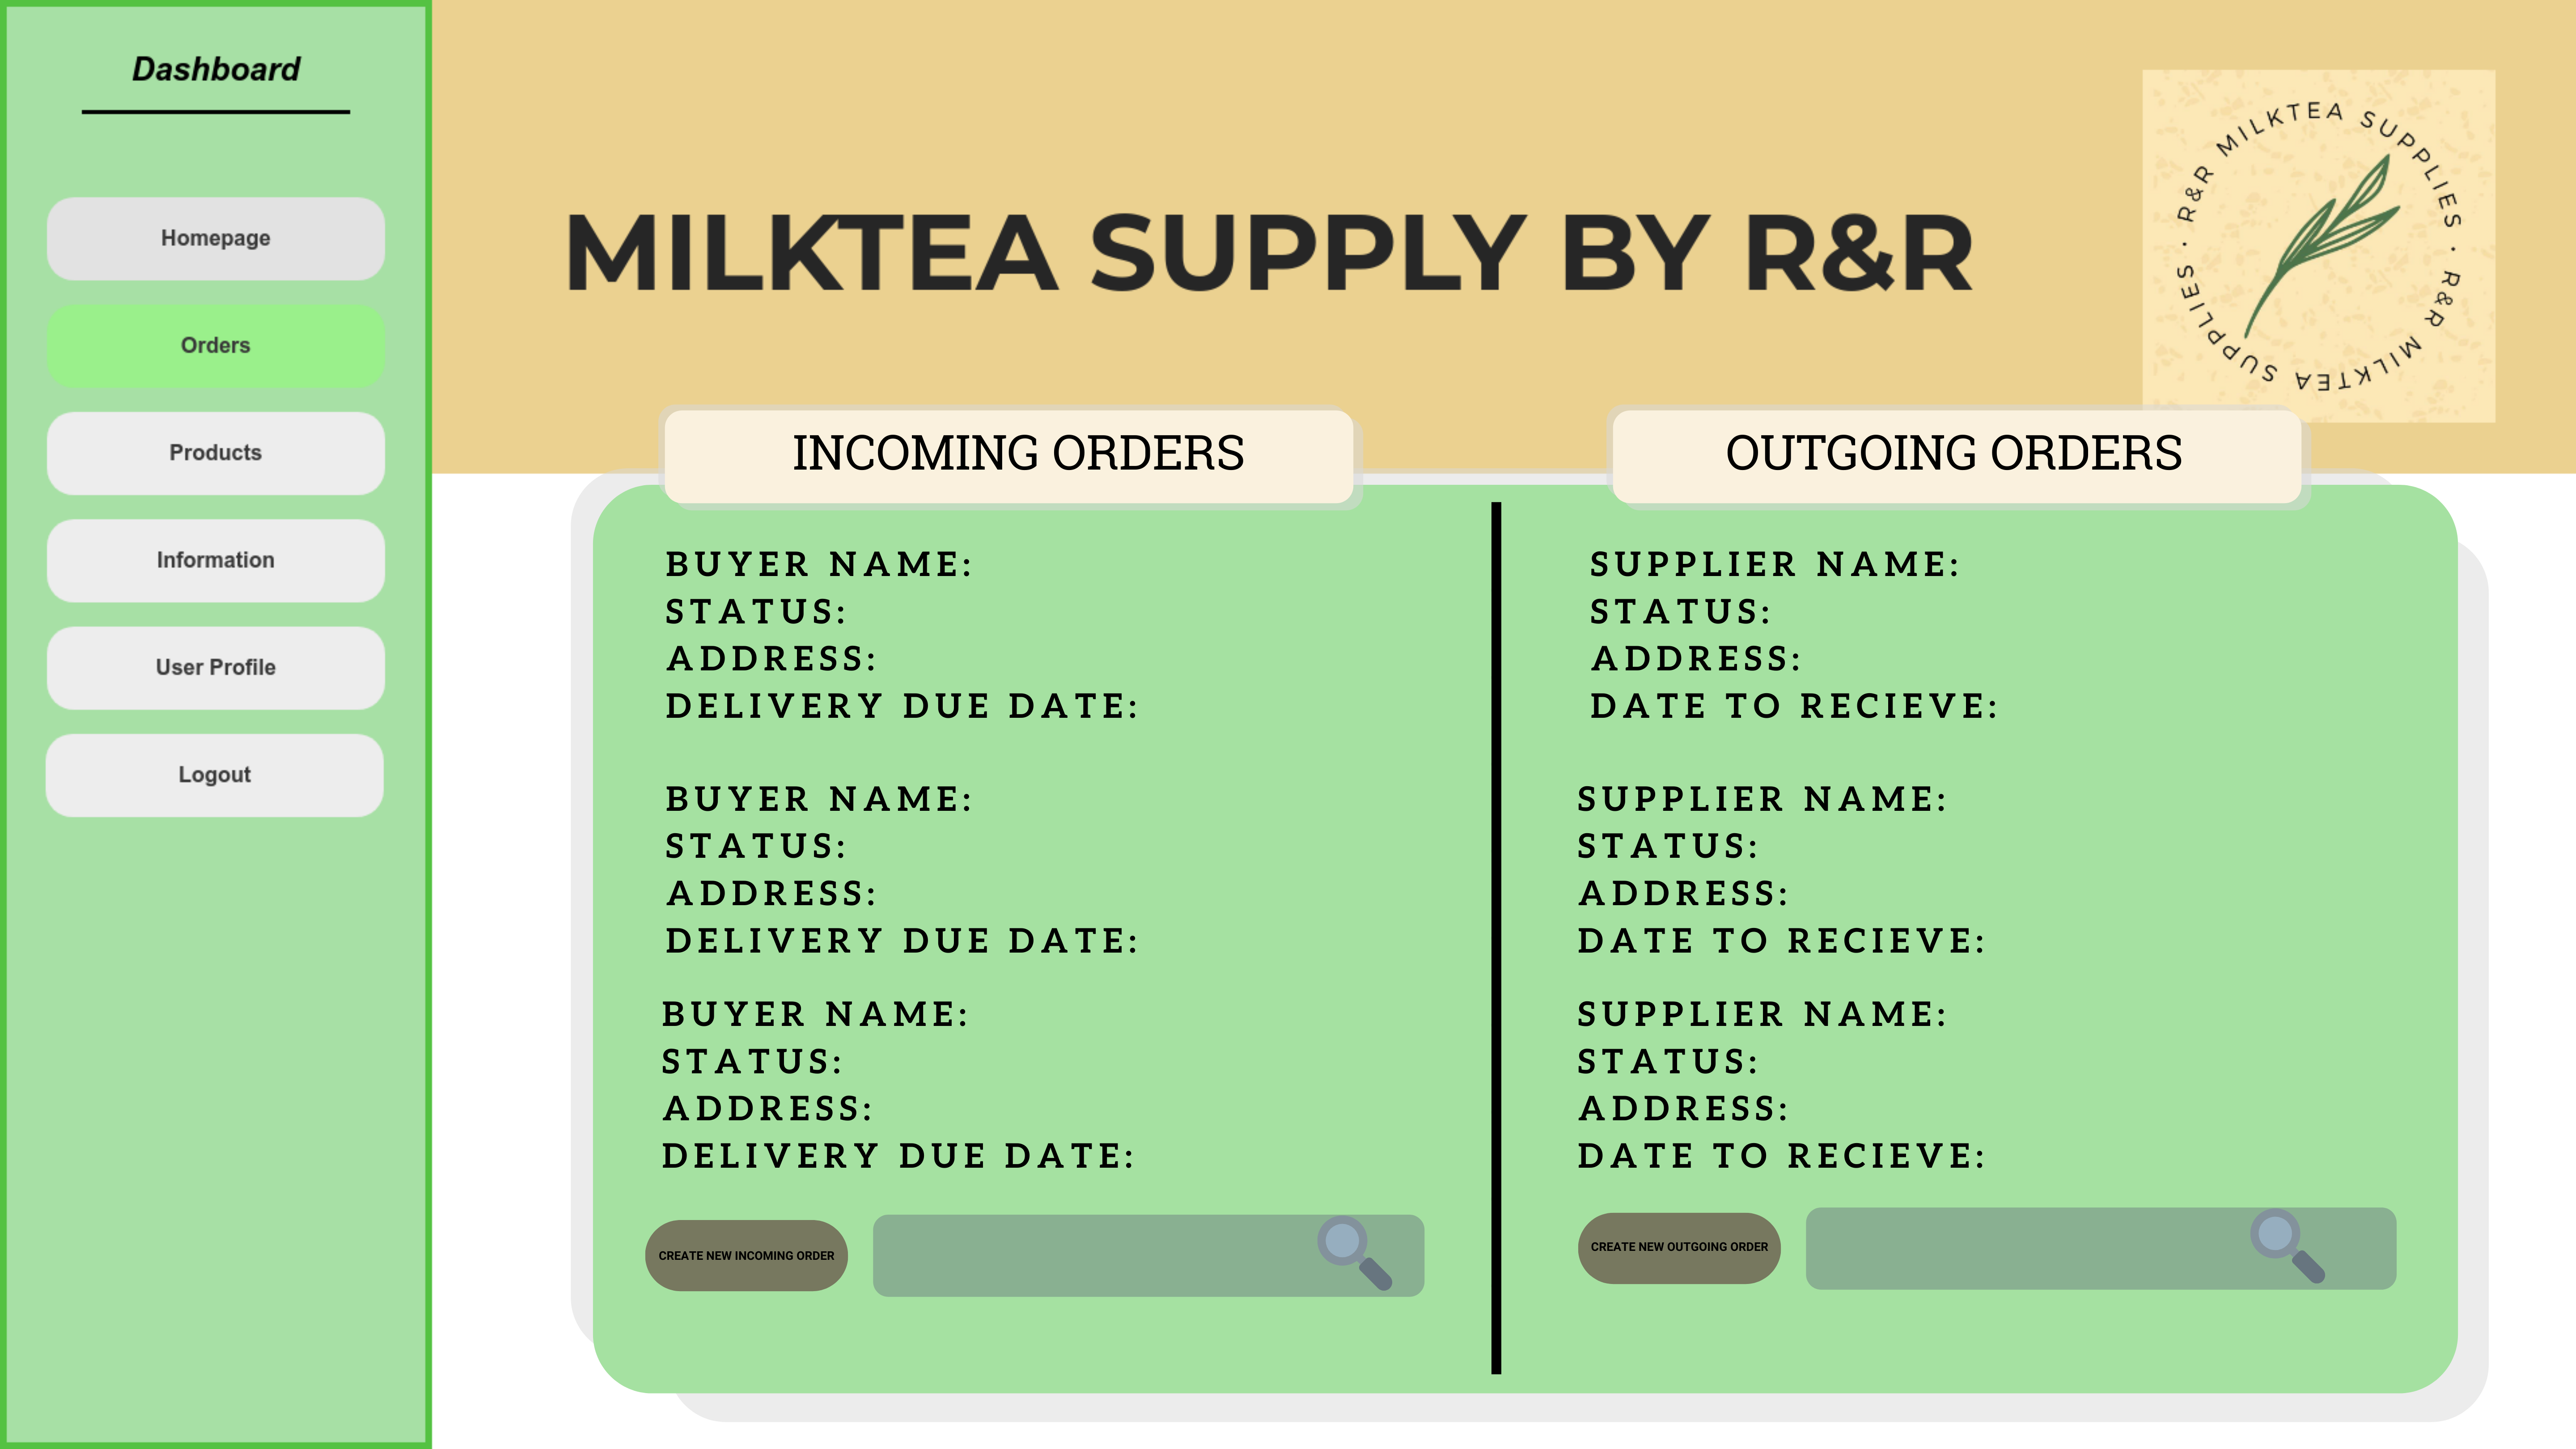 Dashboard
Homepage
Orders
Products
Information
User Profile
Logout
MILKTEA SUPPLY BY R&R
R&R MILKTEA SUPPLIES · R&R MILKTEA SUPPLIES ·
INCOMING ORDERS
BUYER NAME:
STATUS:
ADDRESS:
DELIVERY DUE DATE:
BUYER NAME:
STATUS:
ADDRESS:
DELIVERY DUE DATE:
BUYER NAME:
STATUS:
ADDRESS:
DELIVERY DUE DATE:
CREATE NEW INCOMING ORDER
OUTGOING ORDERS
SUPPLIER NAME:
STATUS:
ADDRESS:
DATE TO RECIEVE:
SUPPLIER NAME:
STATUS:
ADDRESS:
DATE TO RECIEVE:
SUPPLIER NAME:
STATUS:
ADDRESS:
DATE TO RECIEVE:
CREATE NEW OUTGOING ORDER